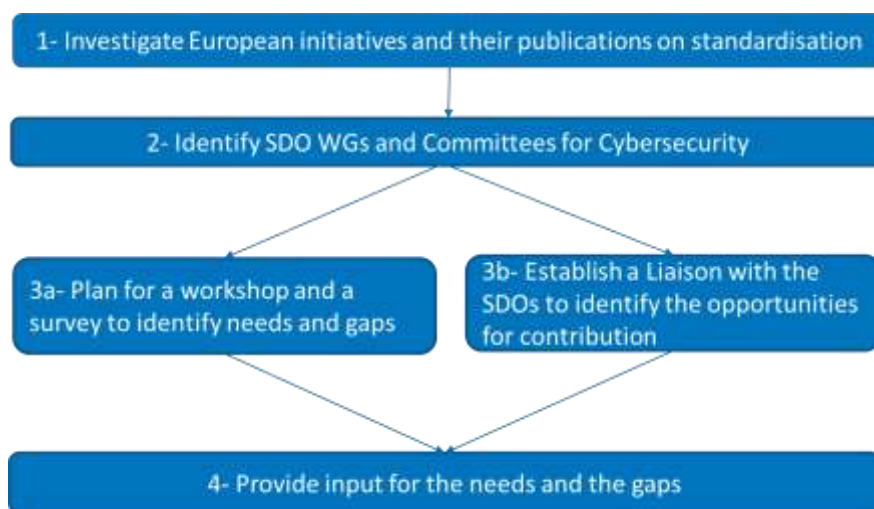 1- Investigate European initiatives and their publications on standardisation
2- Identify SDO WGs and Committees for Cybersecurity
3a- Plan for a workshop and a
survey to identify needs and gaps
3b- Establish a Liaison with the
SDOs to identify the opportunities
for contribution
4- Provide input for the needs and the gaps